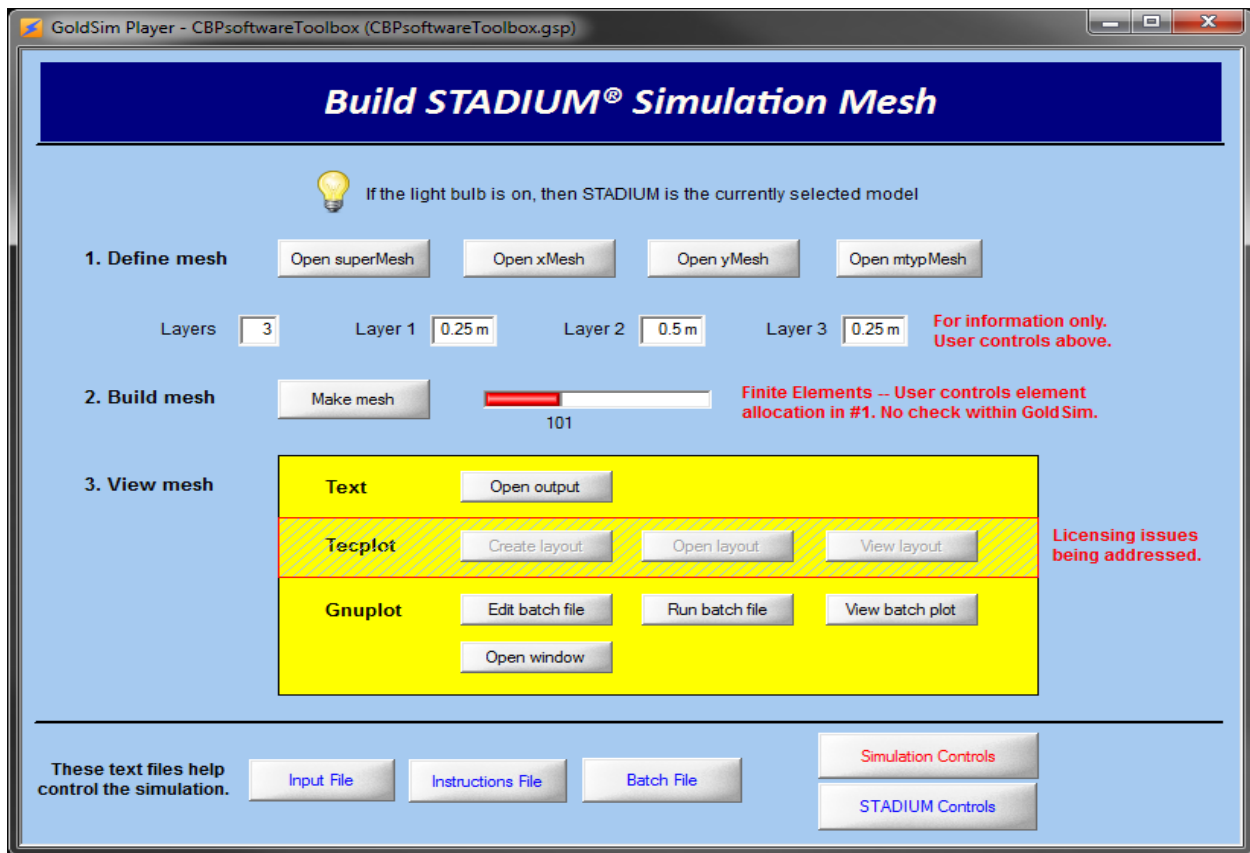 GoldSim Player - CBPsoftwareToolbox (CBPsoftwareToolbox.gsp)
Build STADIUM® Simulation Mesh
If the light bulb is on, then STADIUM is the currently selected model
1. Define mesh
Open superMesh
Open xMesh
Open yMesh
Open mtypMesh
Layers 3
Layer 1 0.25 m
Layer 2 0.5 m
Layer 3 0.25 m
For information only.
User controls above.
2. Build mesh
Make mesh
101
Finite Elements -- User controls element
allocation in #1. No check within GoldSim.
3. View mesh
Text
Open output
Tecplot
Create layout
Open layout
View layout
Licensing issues
being addressed.
Gnuplot
Edit batch file
Run batch file
View batch plot
Open window
These text files help
control the simulation.
Input File
Instructions File
Batch File
Simulation Controls
STADIUM Controls